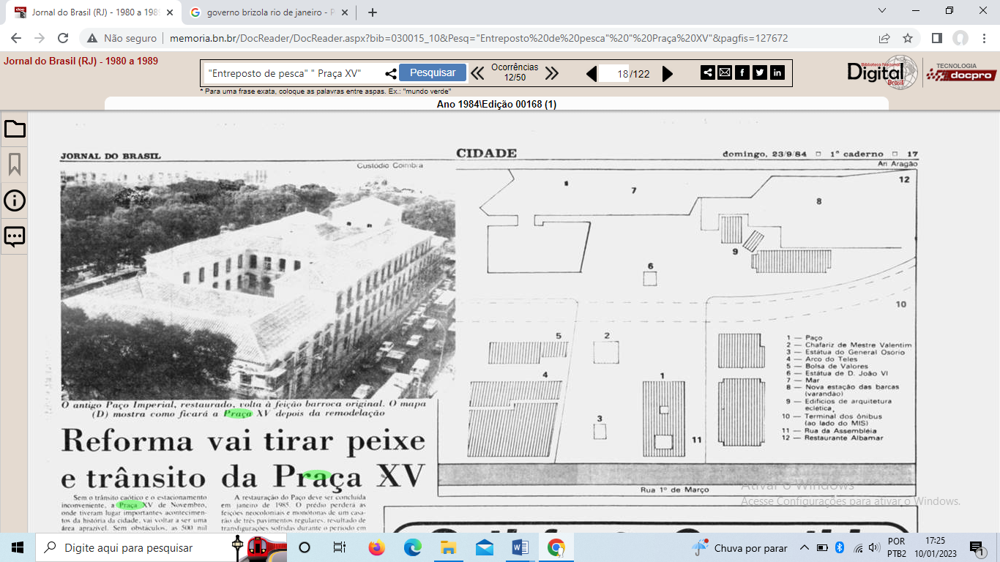 Jornal do Brasil (RJ) - 1980 a 198
governo brizola rio de janeiro - P
Não seguro
memoria.bn.br/DocReader/DocReader.aspx?bib=030015_10&Pesq="Entreposto%20de%20pesca"%20"%20Praça%20XV"&pagfis=127672
Jornal do Brasil (RJ) - 1980 a 1989
"Entreposto de pesca" " Praça XV"
Pesquisar
Ocorrências
12/50
18 /122
* Para uma frase exata, coloque as palavras entre aspas. Ex.: "mundo verde"
Biblioteca Nacional
Digital
Brasil
TECNOLOGIA
docpro
Ano 1984\Edição 00168 (1)
JORNAL DO BRASIL
CIDADE
domingo, 23/9/84 □ 1º caderno □ 17
Custódio Coimbra
Ari Aragão
7
12
8
9
6
10
5
2
4
1
3
11
1 — Paço
2 — Chafariz de Mestre Valentim
3 — Estátua do General Osório
4 — Arco do Teles
5 — Bolsa de Valores
6 — Estátua de D. João VI
7 — Mar
8 — Nova estação das barcas
(varandão)
9 — Edifícios de arquitetura
eclética,
10 — Terminal dos ônibus
(ao lado do MIS)
11 — Rua da Assembléia
12 — Restaurante Albamar
Rua 1º de Março
O antigo Paço Imperial, restaurado, volta à feição barroca original. O mapa
(D) mostra como ficará a Praça XV depois da remodelação
Reforma vai tirar peixe
e trânsito da Praça XV
Sem o trânsito caótico e o estacionamento
inconveniente, a Praça XV de Novembro,
onde tiveram lugar importantes acontecimen-
tos da história da cidade, vai voltar a ser uma
área aprazível. Sem obstáculos, as 500 mil
A restauração do Paço deve ser concluída
em janeiro de 1985. O prédio perderá as
feições neocoloniais e monótonas de um casa-
rão de três pavimentos regulares, resultado de
transfigurações sofridas durante o período em
Ativar o Windows
Acesse Configurações para ativar o Windows.
Digite aqui para pesquisar
Chuva por parar
POR
PTB2
17:25
10/01/2023
1